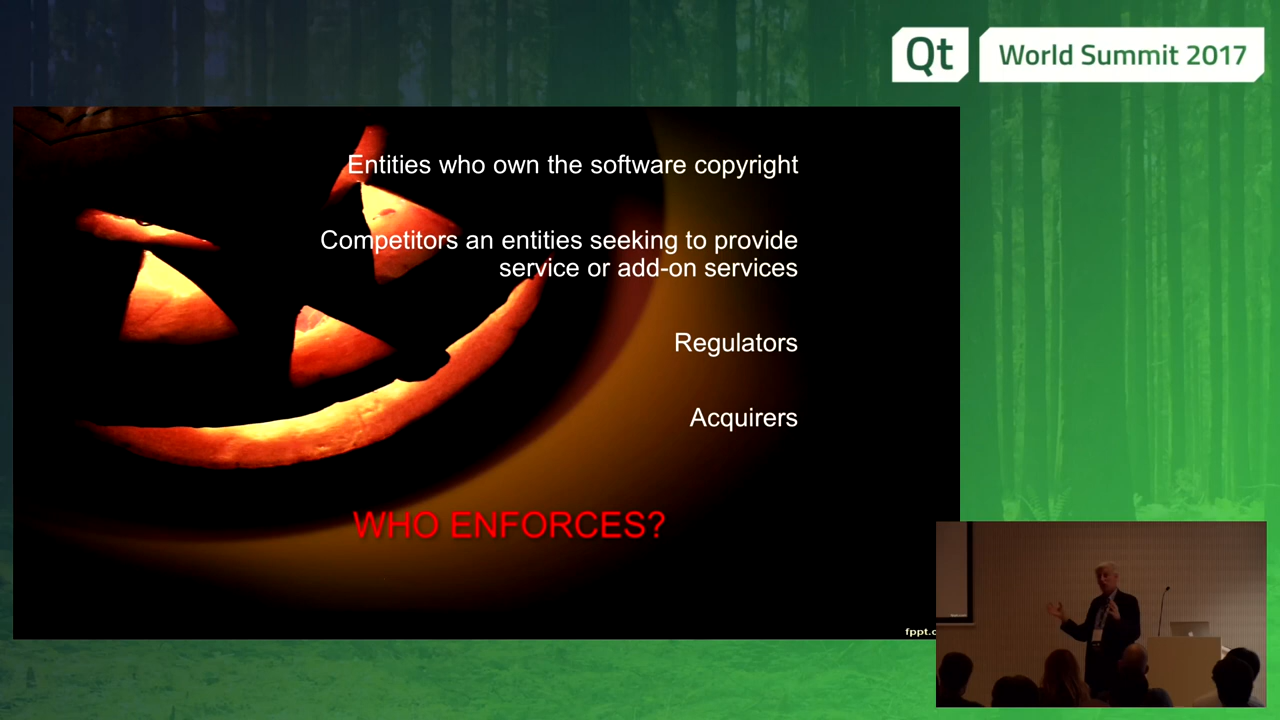 Qt
World Summit 2017
Entities who own the software copyright
Competitors an entities seeking to provide
service or add-on services
Regulators
Acquirers
WHO ENFORCES?
fppt.c